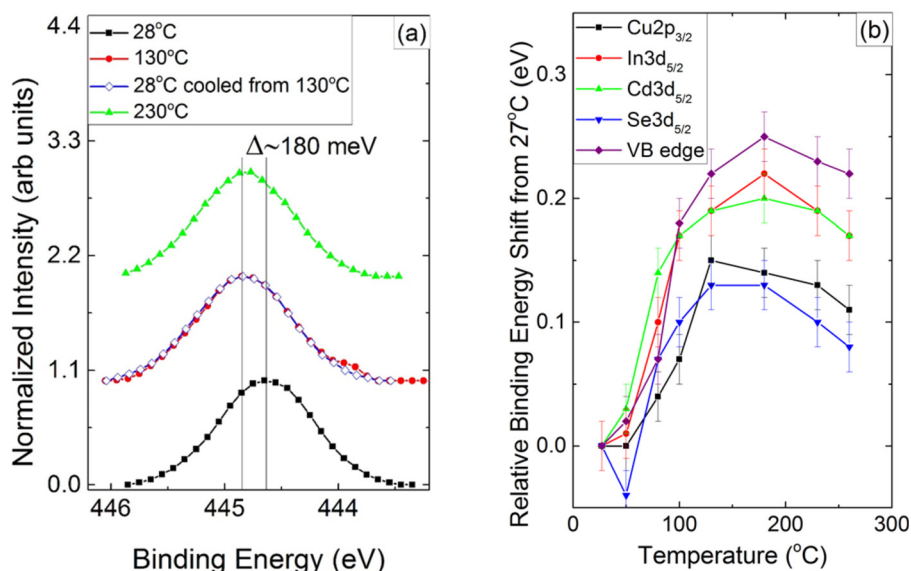 4.4
3.3
2.2
1.1
0.0
Normalized Intensity (arb units)
28°C
130°C
28°C cooled from 130°C
230°C
(a)
Δ~180 meV
446
445
444
Binding Energy (eV)
0.3
0.2
0.1
0.0
Relative Binding Energy Shift from 27°C (eV)
Cu2p3/2
In3d5/2
Cd3d5/2
Se3d5/2
VB edge
(b)
0
100
200
300
Temperature (°C)